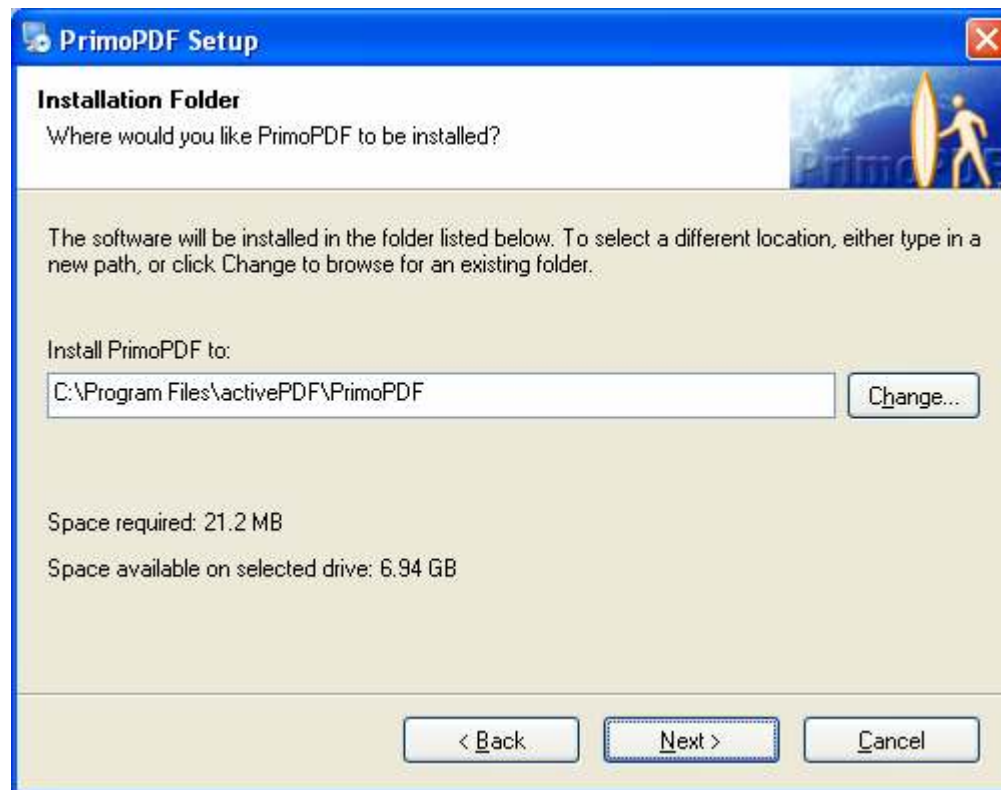 PrimoPDF Setup
Installation Folder
Where would you like PrimoPDF to be installed?
PrimoPDF
The software will be installed in the folder listed below. To select a different location, either type in a
new path, or click Change to browse for an existing folder.
Install PrimoPDF to:
C:\Program Files\activePDF\PrimoPDF
Change...
Space required: 21.2 MB
Space available on selected drive: 6.94 GB
< Back
Next >
Cancel